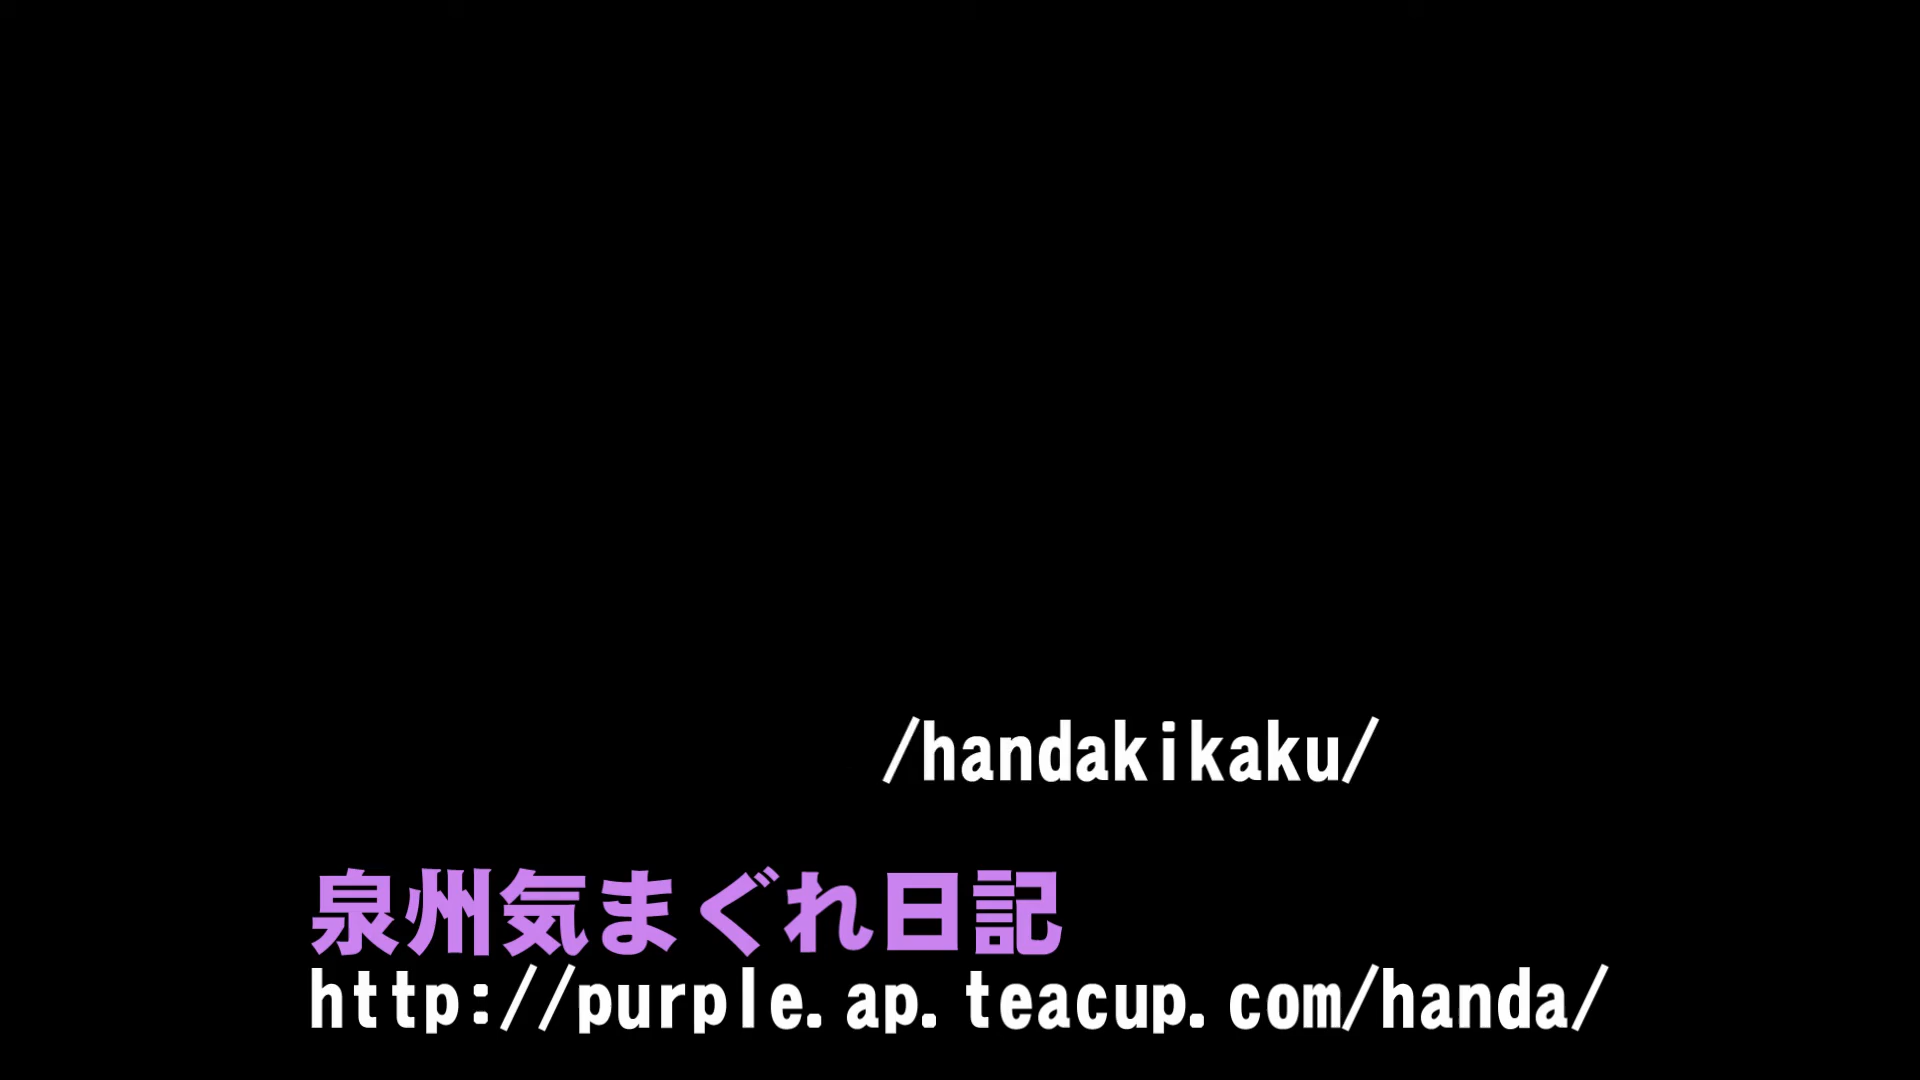 /handakikaku/
泉州気まぐれ日記
http://purple.ap.teacup.com/handa/